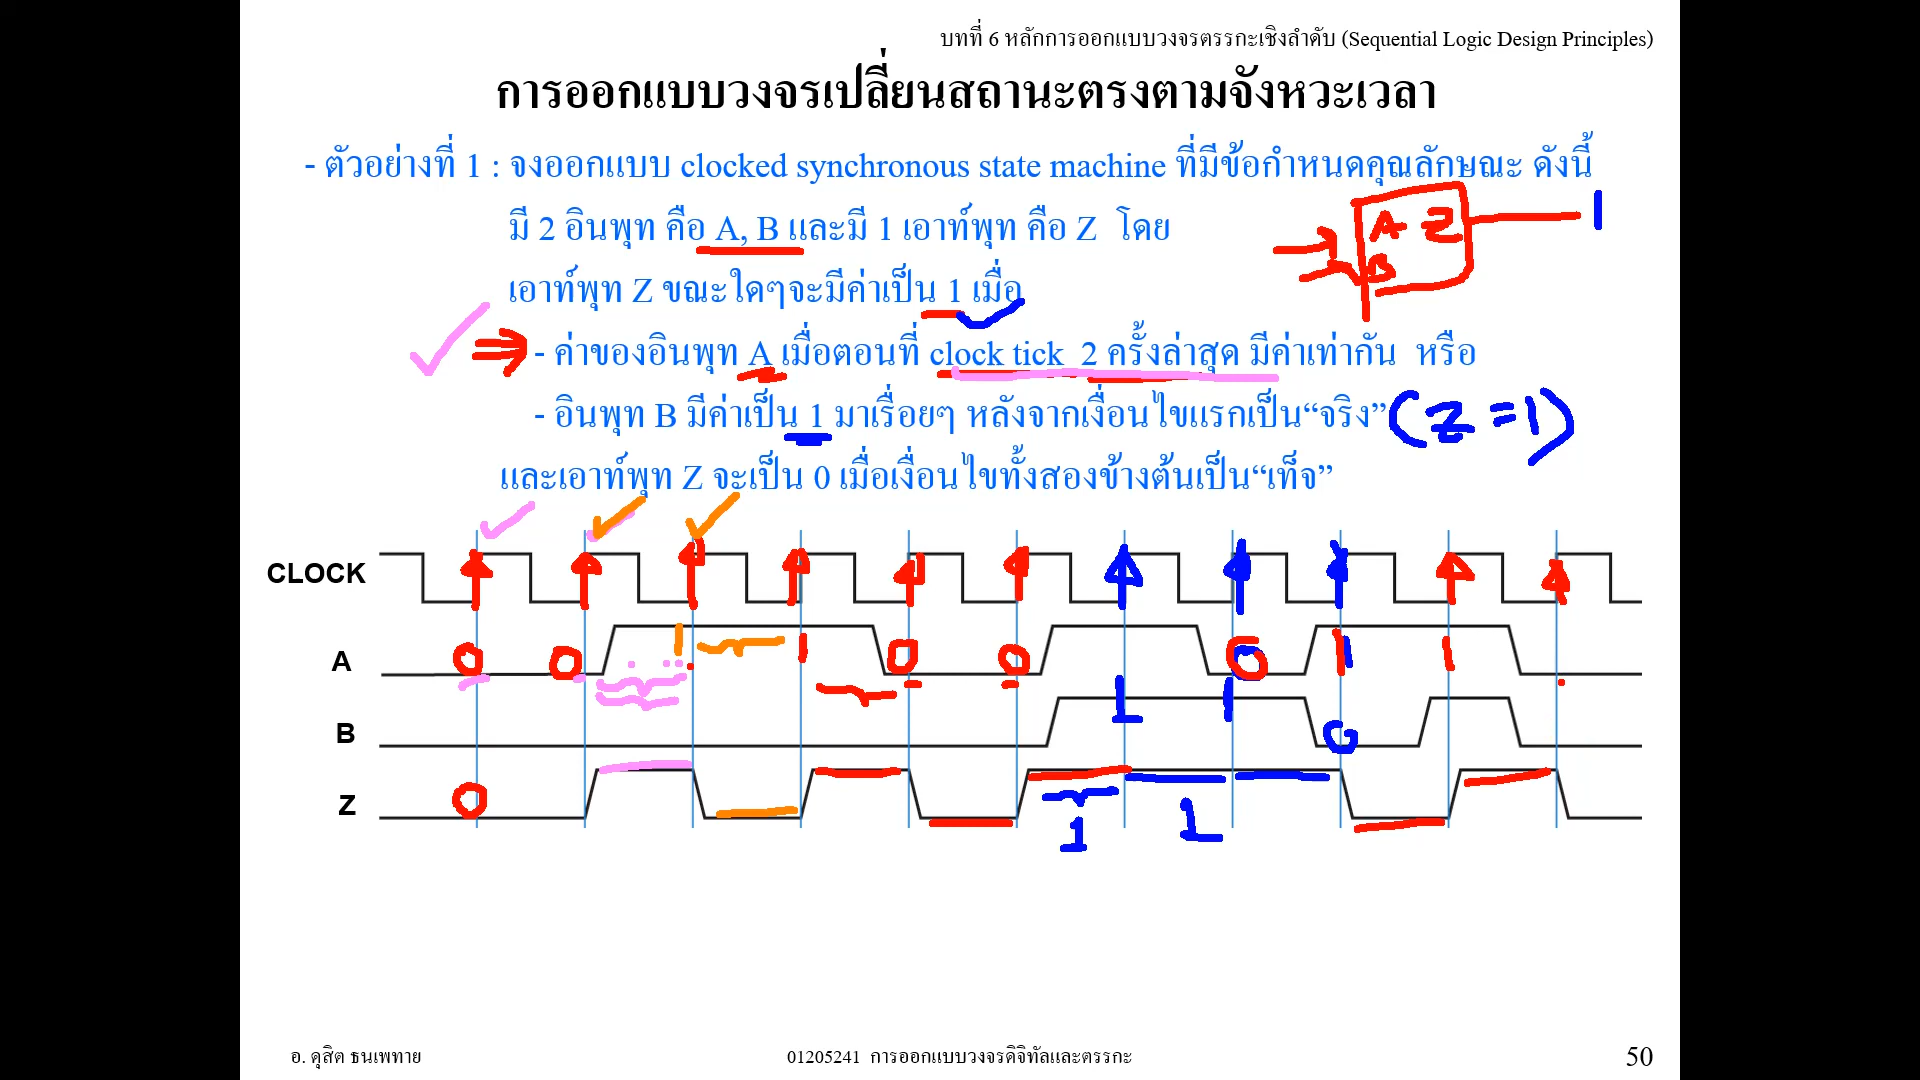 บทที่ 6 หลักการออกแบบวงจรตรรกะเชิงลำดับ (Sequential Logic Design Principles)
การออกแบบวงจรเปลี่ยนสถานะตรงตามจังหวะเวลา
- ตัวอย่างที่ 1 : จงออกแบบ clocked synchronous state machine ที่มีข้อกำหนดคุณลักษณะ ดังนี้
มี 2 อินพุท คือ A, B และมี 1 เอาท์พุท คือ Z โดย
A Z 1
B
เอาท์พุท Z ขณะใดๆจะมีค่าเป็น 1 เมื่อ
- ค่าของอินพุท A เมื่อตอนที่ clock tick 2 ครั้งล่าสุด มีค่าเท่ากัน หรือ
- อินพุท B มีค่าเป็น 1 มาเรื่อยๆ หลังจากเงื่อนไขแรกเป็น“จริง” (Z = 1)
และเอาท์พุท Z จะเป็น 0 เมื่อเงื่อนไขทั้งสองข้างต้นเป็น“เท็จ”
CLOCK
A 0 0 1 1 0 0 0 1 1
B 1 1 0
Z 0
1 1
อ. ดุสิต ธนเพทาย
01205241 การออกแบบวงจรดิจิทัลและตรรกะ
50